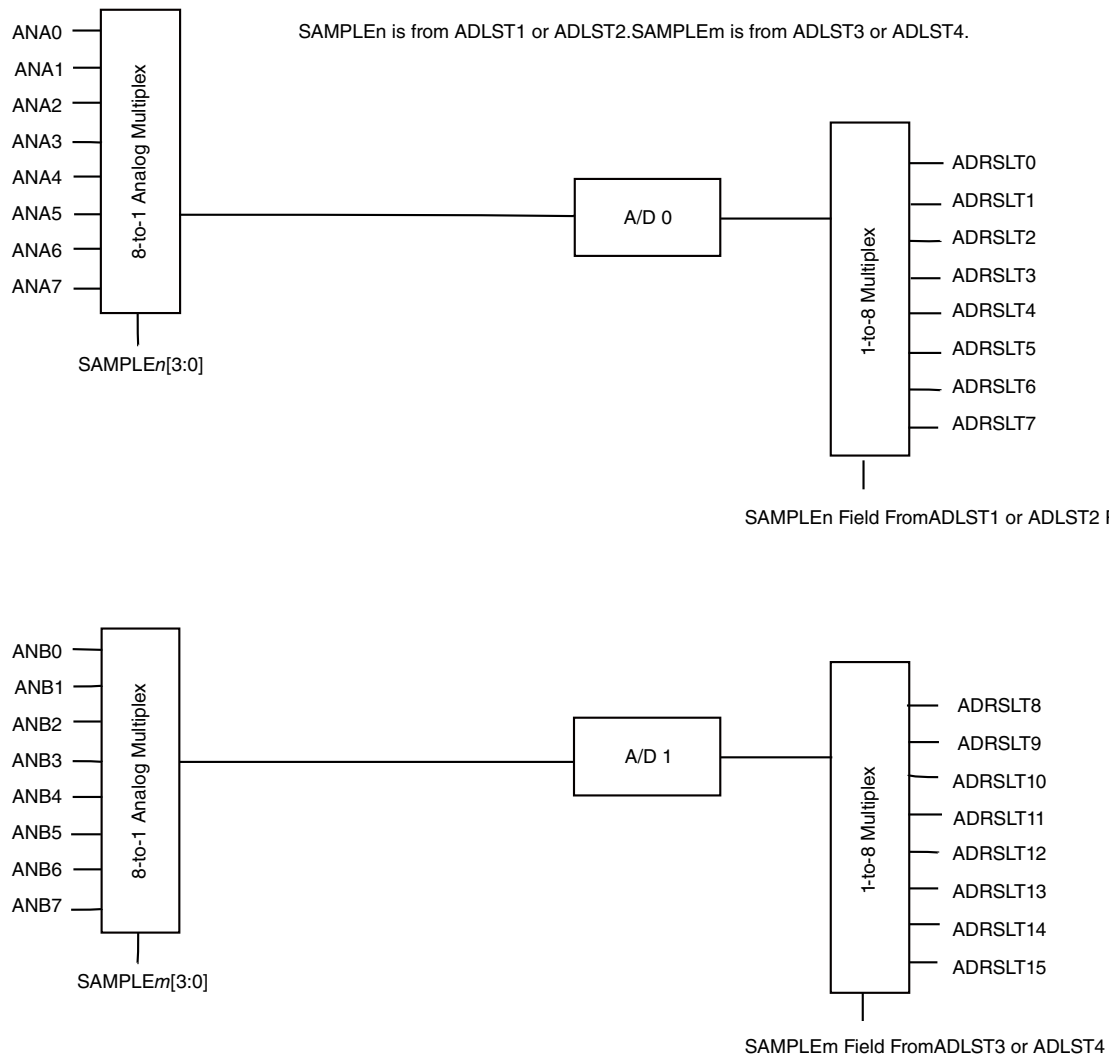 SAMPLEn is from ADLST1 or ADLST2.SAMPLEm is from ADLST3 or ADLST4.
ANA0
ANA1
ANA2
ANA3
ANA4
ANA5
ANA6
ANA7
8-to-1 Analog Multiplex
SAMPLEn[3:0]
A/D 0
1-to-8 Multiplex
ADRSLT0
ADRSLT1
ADRSLT2
ADRSLT3
ADRSLT4
ADRSLT5
ADRSLT6
ADRSLT7
SAMPLEn Field FromADLST1 or ADLST2
ANB0
ANB1
ANB2
ANB3
ANB4
ANB5
ANB6
ANB7
8-to-1 Analog Multiplex
SAMPLEm[3:0]
A/D 1
1-to-8 Multiplex
ADRSLT8
ADRSLT9
ADRSLT10
ADRSLT11
ADRSLT12
ADRSLT13
ADRSLT14
ADRSLT15
SAMPLEm Field FromADLST3 or ADLST4